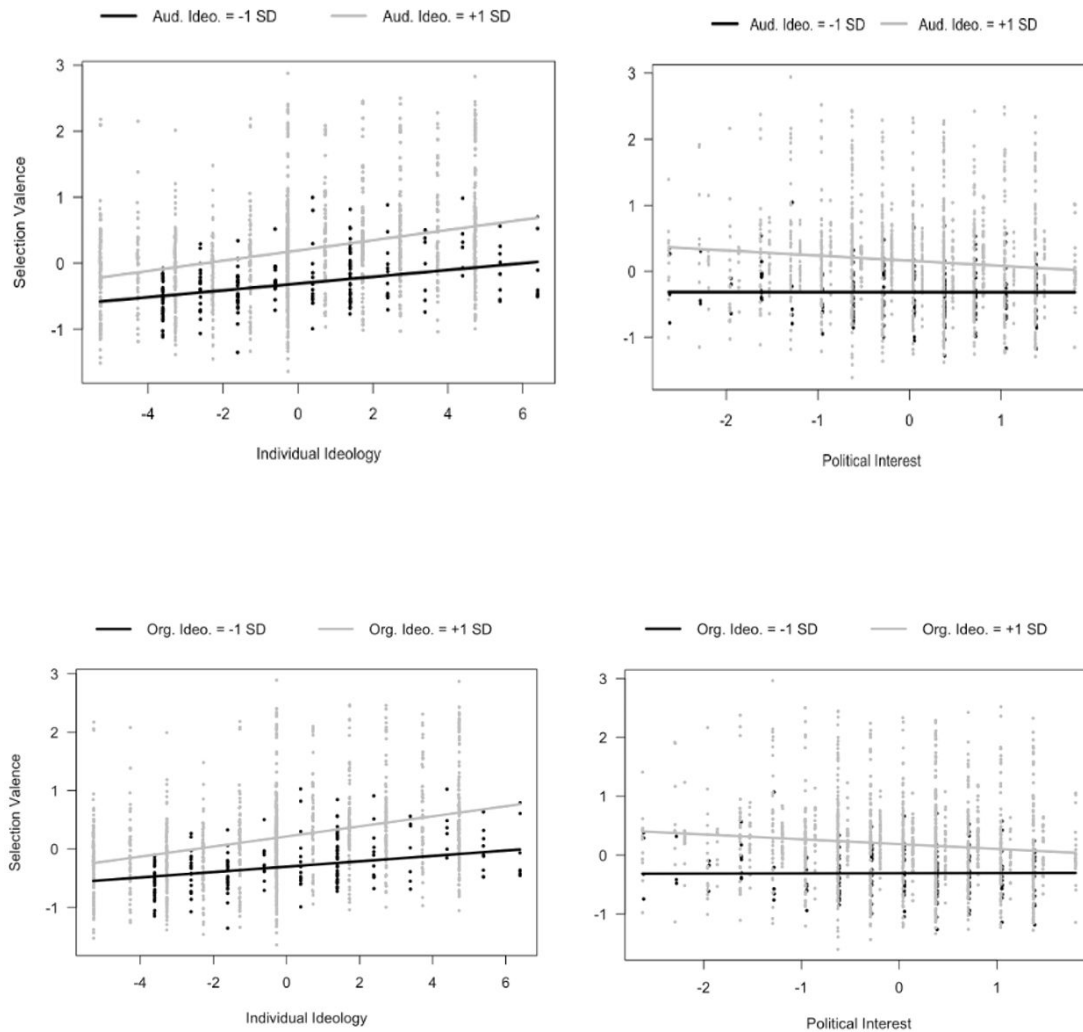 Aud. Ideo. = -1 SD Aud. Ideo. = +1 SD
3
2
1
0
-1
Selection Valence
-4 -2 0 2 4 6
Individual Ideology
Aud. Ideo. = -1 SD Aud. Ideo. = +1 SD
3
2
1
0
-1
-2 -1 0 1
Political Interest
Org. Ideo. = -1 SD Org. Ideo. = +1 SD
3
2
1
0
-1
Selection Valence
-4 -2 0 2 4 6
Individual Ideology
Org. Ideo. = -1 SD Org. Ideo. = +1 SD
3
2
1
0
-1
-2 -1 0 1
Political Interest